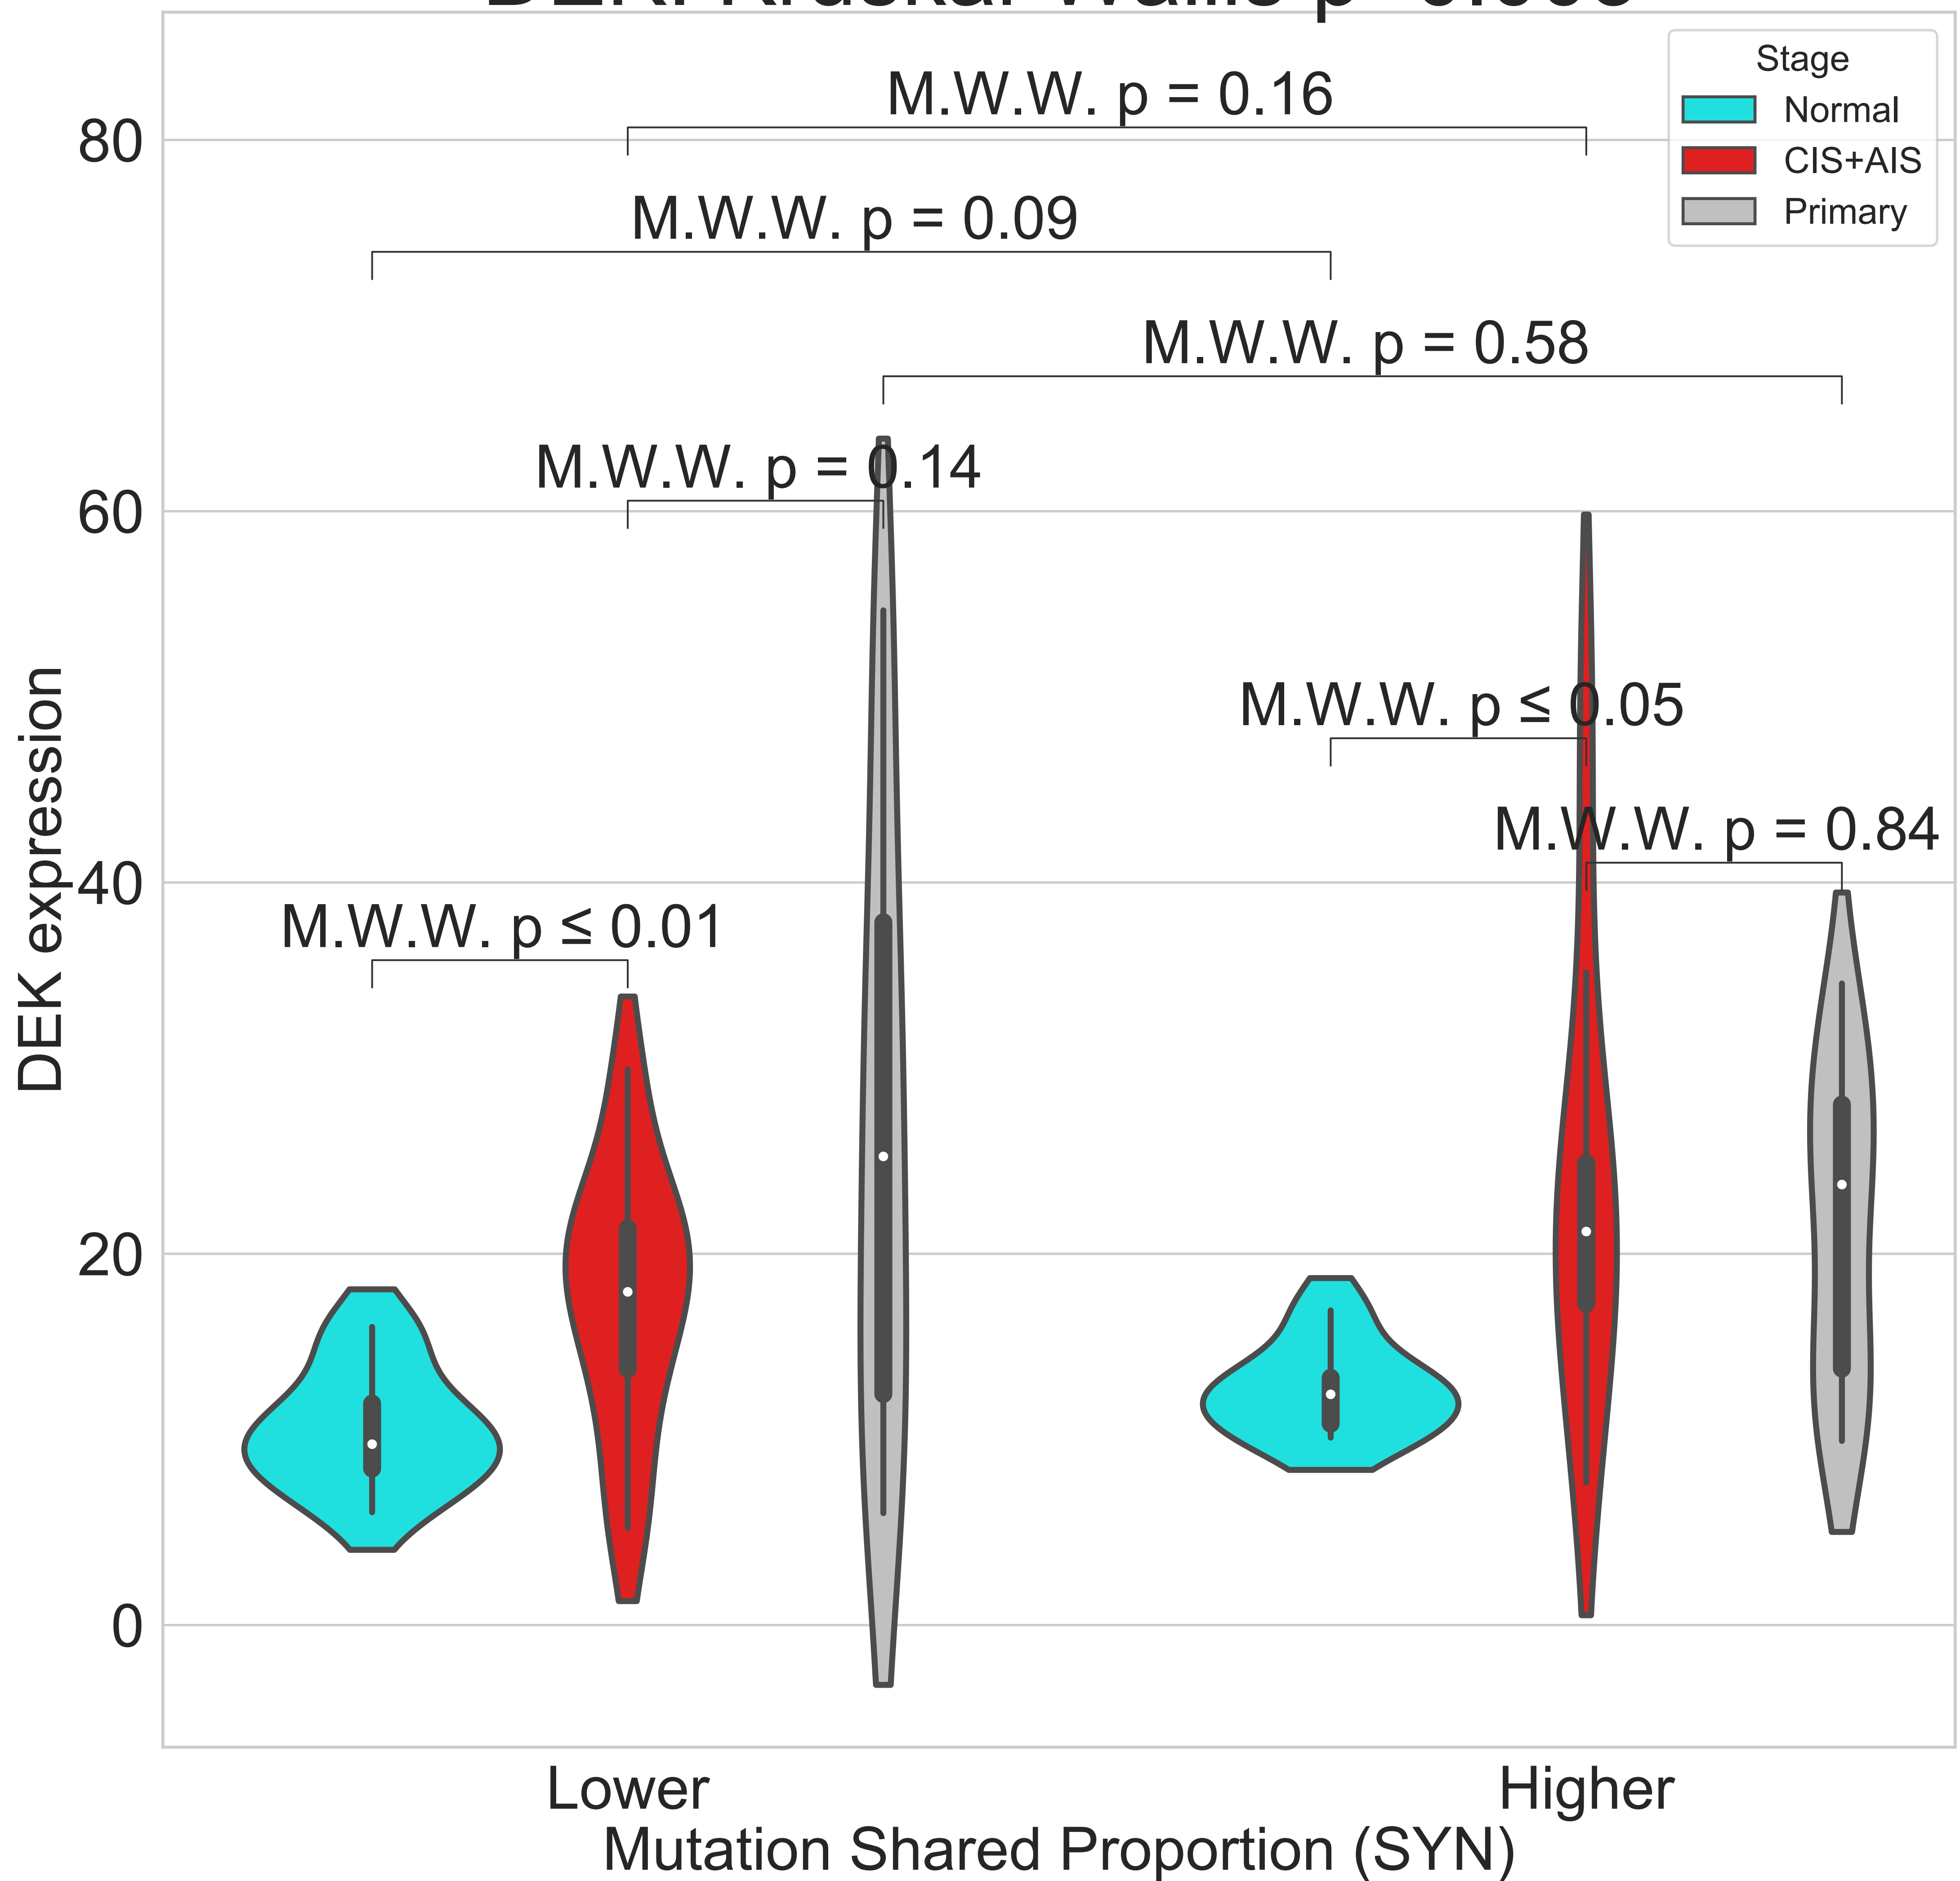 Stage
Normal
CIS+AIS
Primary
M.W.W. p = 0.16
M.W.W. p = 0.09
M.W.W. p = 0.58
M.W.W. p = 0.14
M.W.W. p ≤ 0.05
M.W.W. p = 0.84
M.W.W. p ≤ 0.01
80
60
40
20
0
DEK expression
Lower
Higher
Mutation Shared Proportion (SYN)